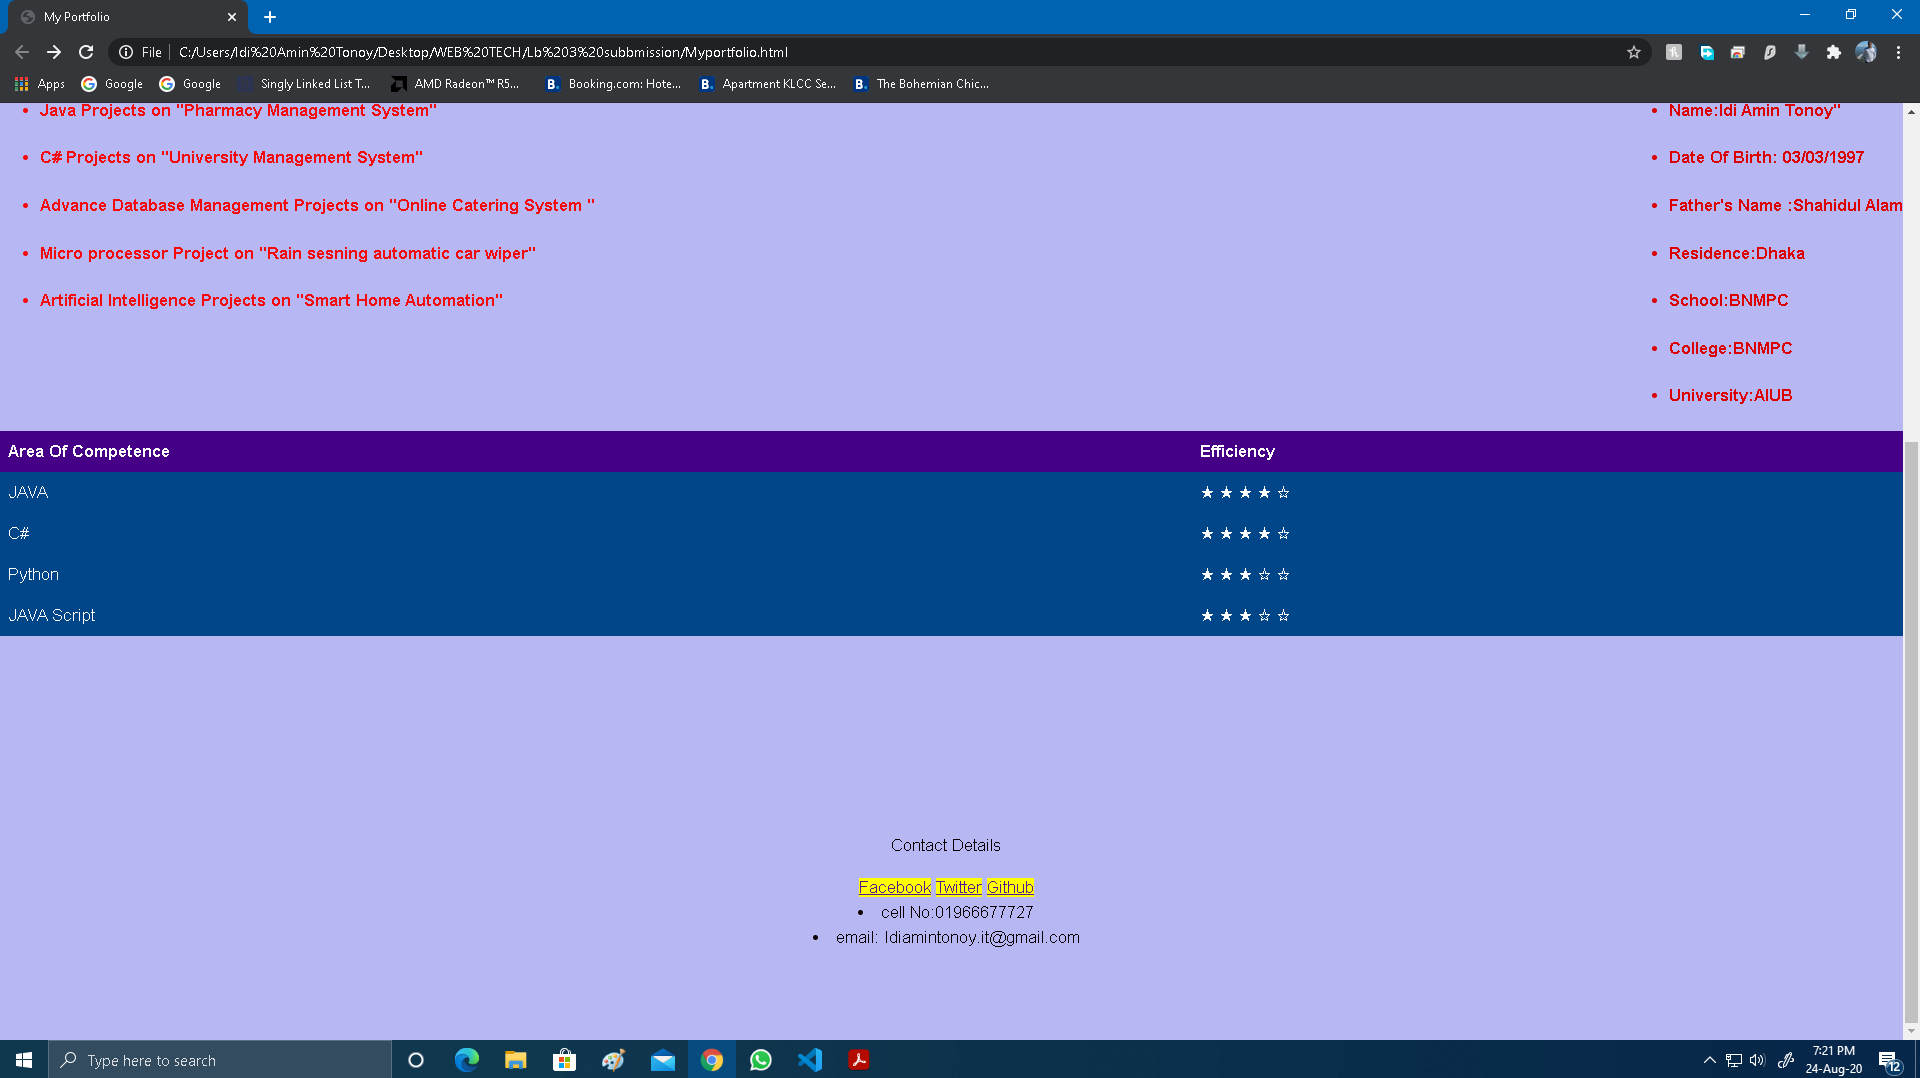 My Portfolio
File | C:/Users/Idi%20Amin%20Tonoy/Desktop/WEB%20TECH/Lb%203%20subbmission/Myportfolio.html
Apps Google Google Singly Linked List T... AMD Radeon™ R5... B. Booking.com: Hote... B. Apartment KLCC Se... B. The Bohemian Chic...
• Java Projects on "Pharmacy Management System"
• C# Projects on "University Management System"
• Advance Database Management Projects on "Online Catering System "
• Micro processor Project on "Rain sesning automatic car wiper"
• Artificial Intelligence Projects on "Smart Home Automation"
• Name:Idi Amin Tonoy"
• Date Of Birth: 03/03/1997
• Father's Name :Shahidul Alam
• Residence:Dhaka
• School:BNMPC
• College:BNMPC
• University:AIUB
Area Of Competence Efficiency
JAVA ★ ★ ★ ★ ☆
C# ★ ★ ★ ★ ☆
Python ★ ★ ★ ☆ ☆
JAVA Script ★ ★ ★ ☆ ☆
Contact Details
Facebook Twitter Github
• cell No:01966677727
• email: Idiamintonoy.it@gmail.com
Type here to search
7:21 PM
24-Aug-20
12